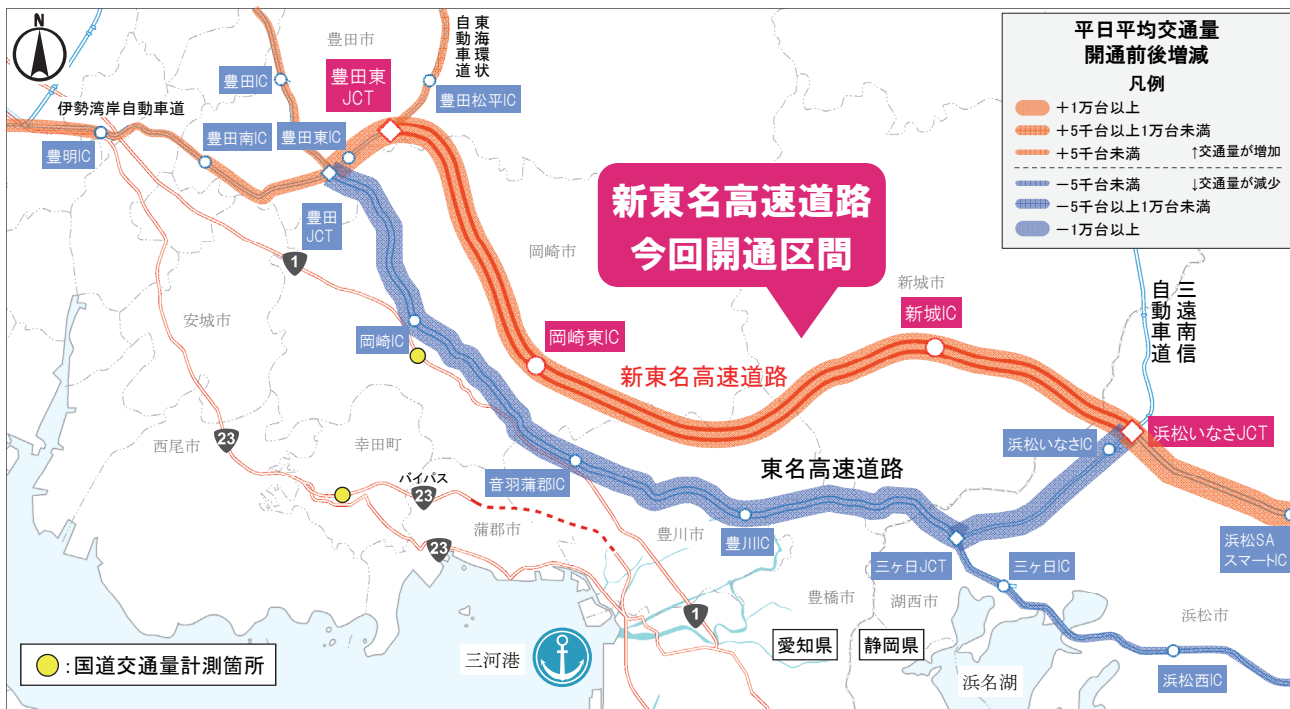 N
豊田市
東海環状
自動車道
平日平均交通量
開通前後増減
凡例
+1万台以上
+5千台以上1万台未満
+5千台未満 ↑交通量が増加
-5千台未満 ↓交通量が減少
-5千台以上1万台未満
-1万台以上
豊田IC
豊田東
JCT
豊田松平IC
伊勢湾岸自動車道
豊明IC
豊田南IC
豊田東IC
豊田
JCT
新東名高速道路
今回開通区間
1
岡崎市
新城市
三遠南信
自動車道
安城市
岡崎IC
岡崎東IC
新城IC
新東名高速道路
浜松いなさIC
浜松いなさJCT
23
西尾市
幸田町
バイパス
23
音羽蒲郡IC
東名高速道路
蒲郡市
23
豊川市
豊川IC
三ヶ日JCT
三ヶ日IC
浜松SA
スマートIC
豊橋市
湖西市
浜松市
1
愛知県
静岡県
三河港
浜名湖
浜松西IC
:国道交通量計測箇所